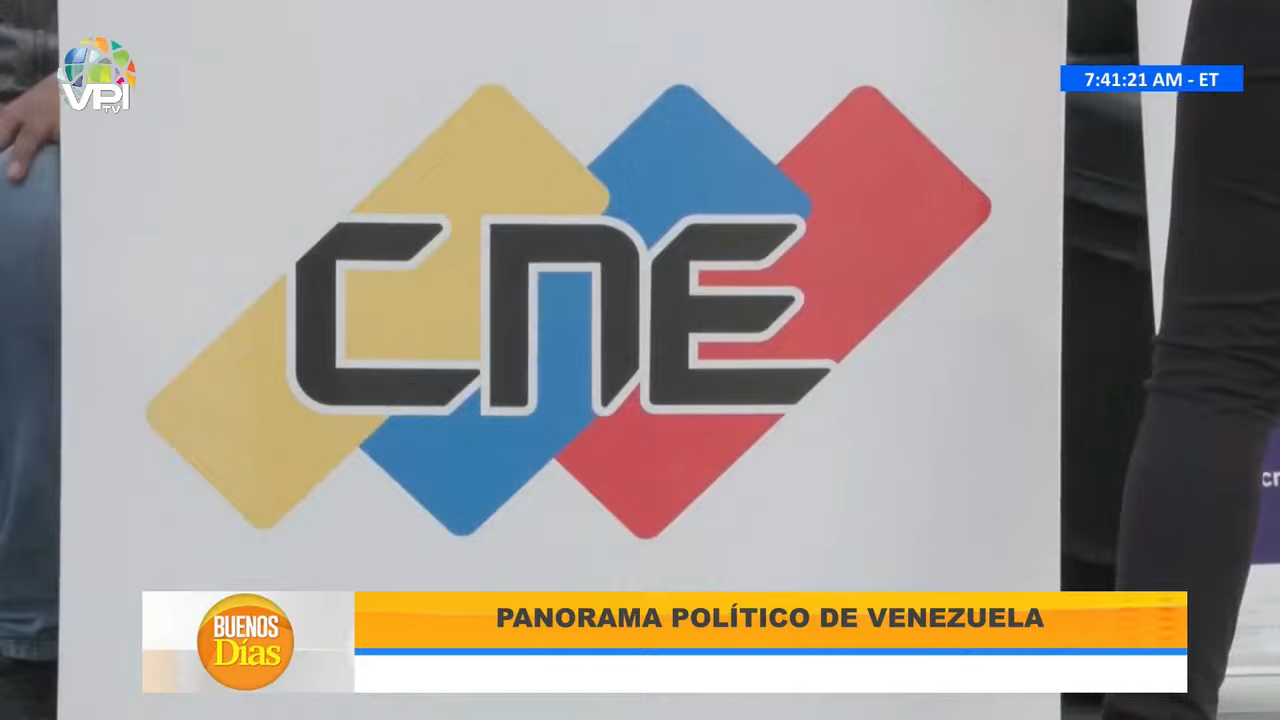 VPI
TV
7:41:21 AM - ET
CNE
PANORAMA POLÍTICO DE VENEZUELA
BUENOS
Días